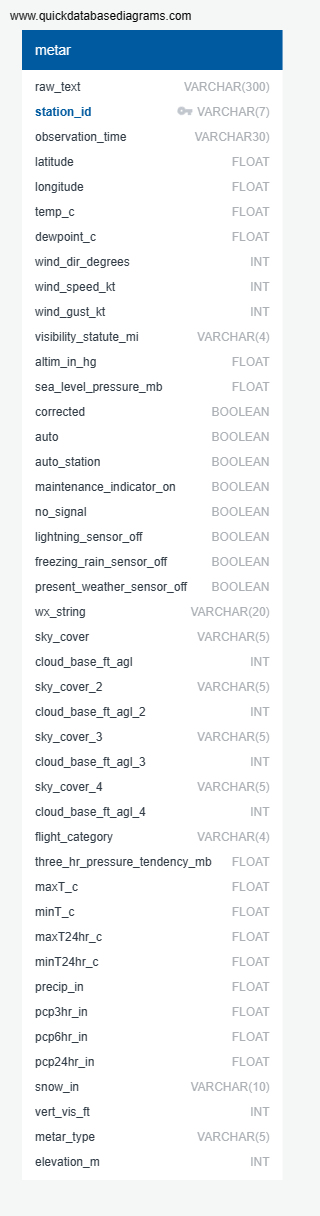 www.quickdatabasediagrams.com
metar
raw_text VARCHAR(300)
station_id VARCHAR(7)
observation_time VARCHAR30)
latitude FLOAT
longitude FLOAT
temp_c FLOAT
dewpoint_c FLOAT
wind_dir_degrees INT
wind_speed_kt INT
wind_gust_kt INT
visibility_statute_mi VARCHAR(4)
altim_in_hg FLOAT
sea_level_pressure_mb FLOAT
corrected BOOLEAN
auto BOOLEAN
auto_station BOOLEAN
maintenance_indicator_on BOOLEAN
no_signal BOOLEAN
lightning_sensor_off BOOLEAN
freezing_rain_sensor_off BOOLEAN
present_weather_sensor_off BOOLEAN
wx_string VARCHAR(20)
sky_cover VARCHAR(5)
cloud_base_ft_agl INT
sky_cover_2 VARCHAR(5)
cloud_base_ft_agl_2 INT
sky_cover_3 VARCHAR(5)
cloud_base_ft_agl_3 INT
sky_cover_4 VARCHAR(5)
cloud_base_ft_agl_4 INT
flight_category VARCHAR(4)
three_hr_pressure_tendency_mb FLOAT
maxT_c FLOAT
minT_c FLOAT
maxT24hr_c FLOAT
minT24hr_c FLOAT
precip_in FLOAT
pcp3hr_in FLOAT
pcp6hr_in FLOAT
pcp24hr_in FLOAT
snow_in VARCHAR(10)
vert_vis_ft INT
metar_type VARCHAR(5)
elevation_m INT